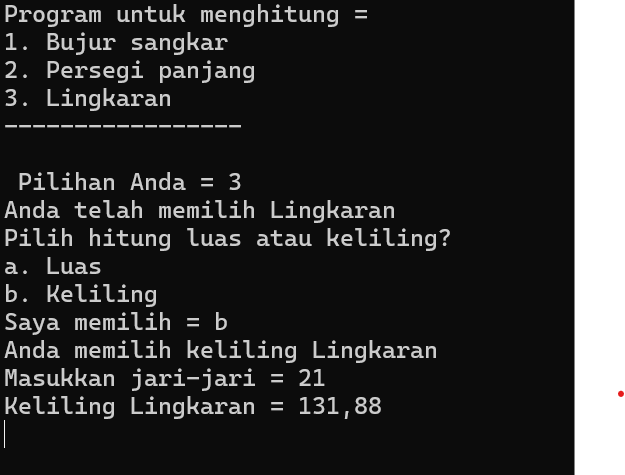 Program untuk menghitung =
1. Bujur sangkar
2. Persegi panjang
3. Lingkaran
-----------------
Pilihan Anda = 3
Anda telah memilih Lingkaran
Pilih hitung luas atau keliling?
a. Luas
b. Keliling
Saya memilih = b
Anda memilih keliling Lingkaran
Masukkan jari-jari = 21
Keliling Lingkaran = 131,88